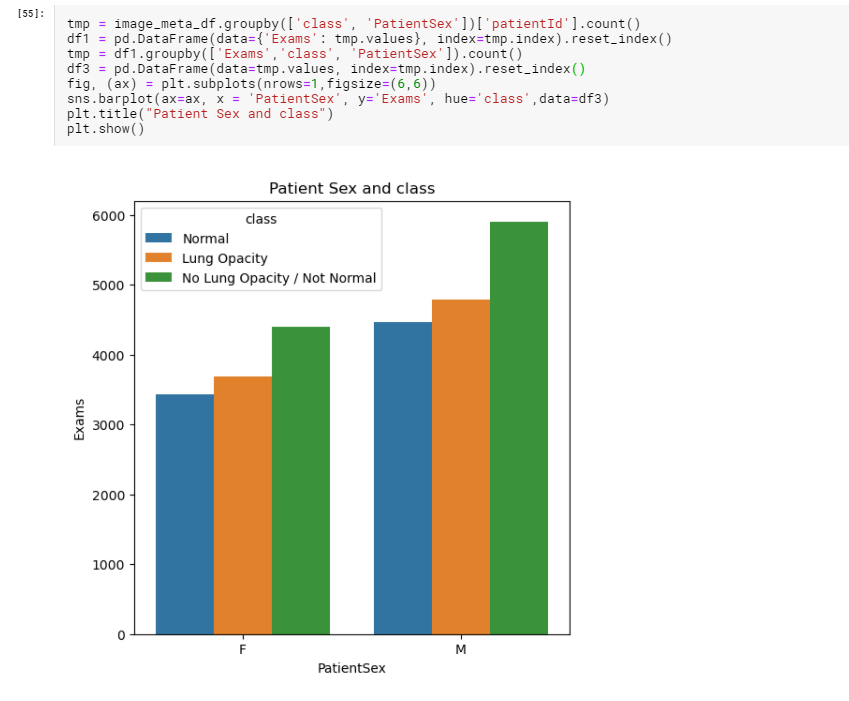 [55]:
tmp = image_meta_df.groupby(['class', 'PatientSex'])['patientId'].count()
df1 = pd.DataFrame(data={'Exams': tmp.values}, index=tmp.index).reset_index()
tmp = df1.groupby(['Exams','class', 'PatientSex']).count()
df3 = pd.DataFrame(data=tmp.values, index=tmp.index).reset_index()
fig, (ax) = plt.subplots(nrows=1,figsize=(6,6))
sns.barplot(ax=ax, x = 'PatientSex', y='Exams', hue='class',data=df3)
plt.title("Patient Sex and class")
plt.show()
Patient Sex and class
class
Normal
Lung Opacity
No Lung Opacity / Not Normal
6000
5000
4000
3000
2000
1000
0
Exams
F M
PatientSex